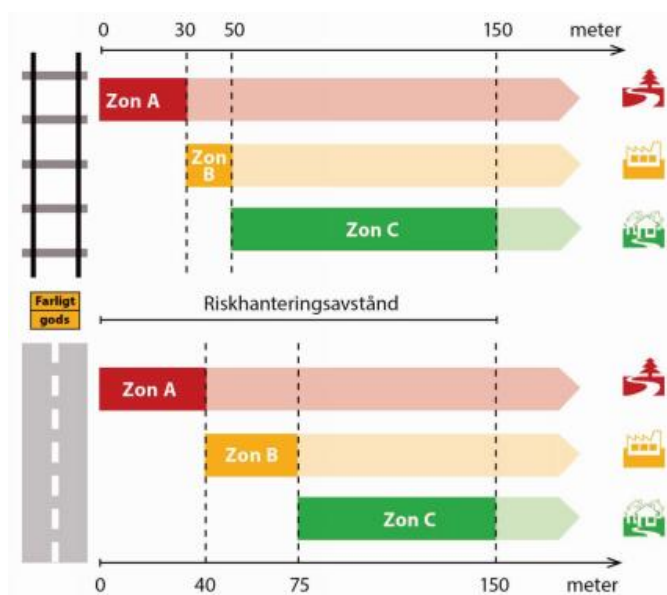 0 30 50 150 meter
Zon A
Zon
B
Zon C
Farligt
gods
Riskhanteringsavstånd
Zon A
Zon B
Zon C
0 40 75 150 meter